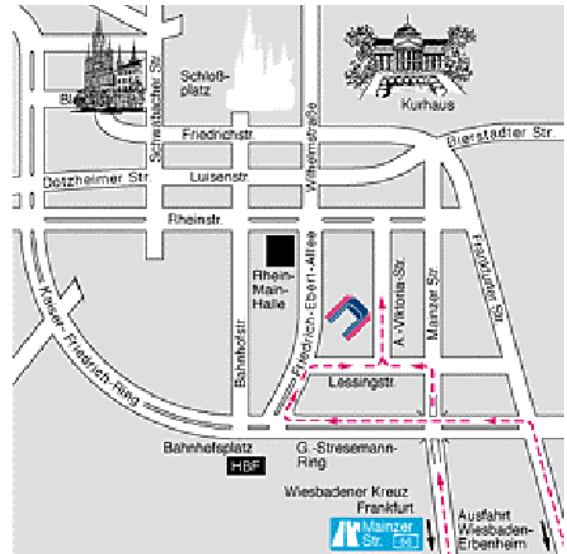 Schloß-
platz
Kurhaus
Schwalbacher Str.
Wilhelmstraße
Friedrichstr.
Bierstadter Str.
Dotzheimer Str.
Luisenstr.
Rheinstr.
Rhein-
Main-
Halle
Friedrich-Ebert-Allee
A.-Viktoria-Str.
Mainzer Str
Frankfurter Str
Kaiser-Friedrich-Ring
Bahnhofstr
Lessingstr.
Bahnhofsplatz
HBF
G.-Stresemann-
Ring
Wiesbadener Kreuz
Frankfurt
Mainzer
Str.
Ausfahrt
Wiesbaden-
Erbenheim